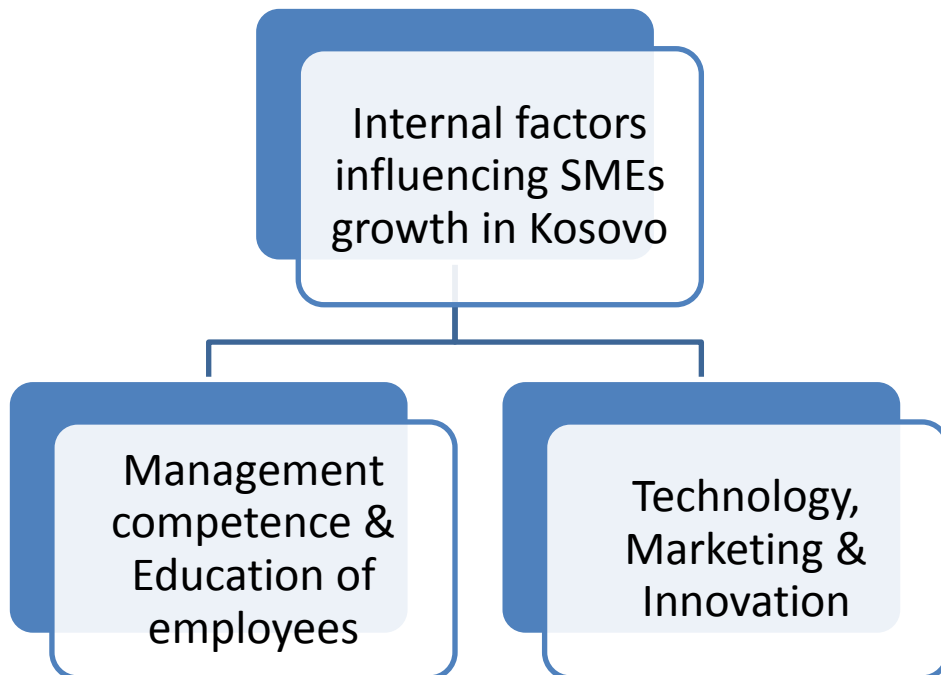 Internal factors
influencing SMEs
growth in Kosovo
Management
competence &
Education of
employees
Technology,
Marketing &
Innovation